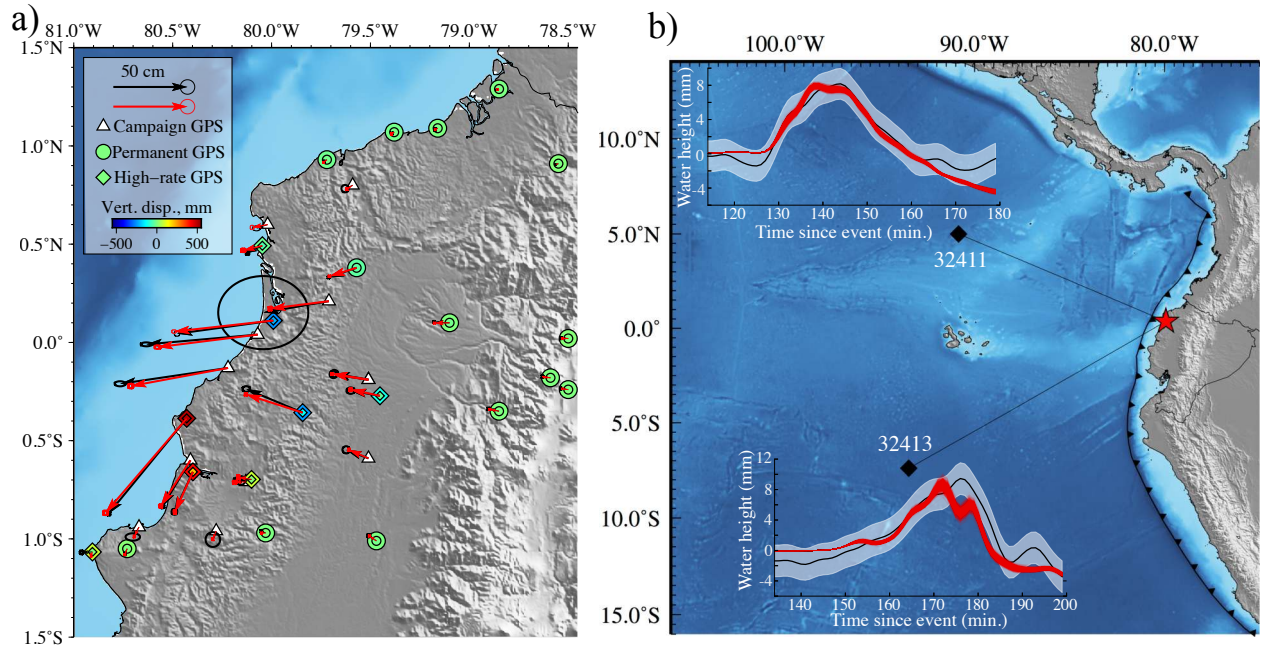 a)
81.0°W 80.5°W 80.0°W 79.5°W 79.0°W 78.5°W
1.5°N
1.0°N
0.5°N
0.0°
0.5°S
1.0°S
1.5°S
50 cm
Campaign GPS
Permanent GPS
High−rate GPS
Vert. disp., mm
−500 0 500
b)
100.0°W 90.0°W 80.0°W
10.0°N
5.0°N
0.0°
5.0°S
10.0°S
15.0°S
Water height (mm)
8
4
0
-4
120 130 140 150 160 170 180
Time since event (min.)
32411
32413
Water height (mm)
12
8
4
0
-4
140 150 160 170 180 190 200
Time since event (min.)